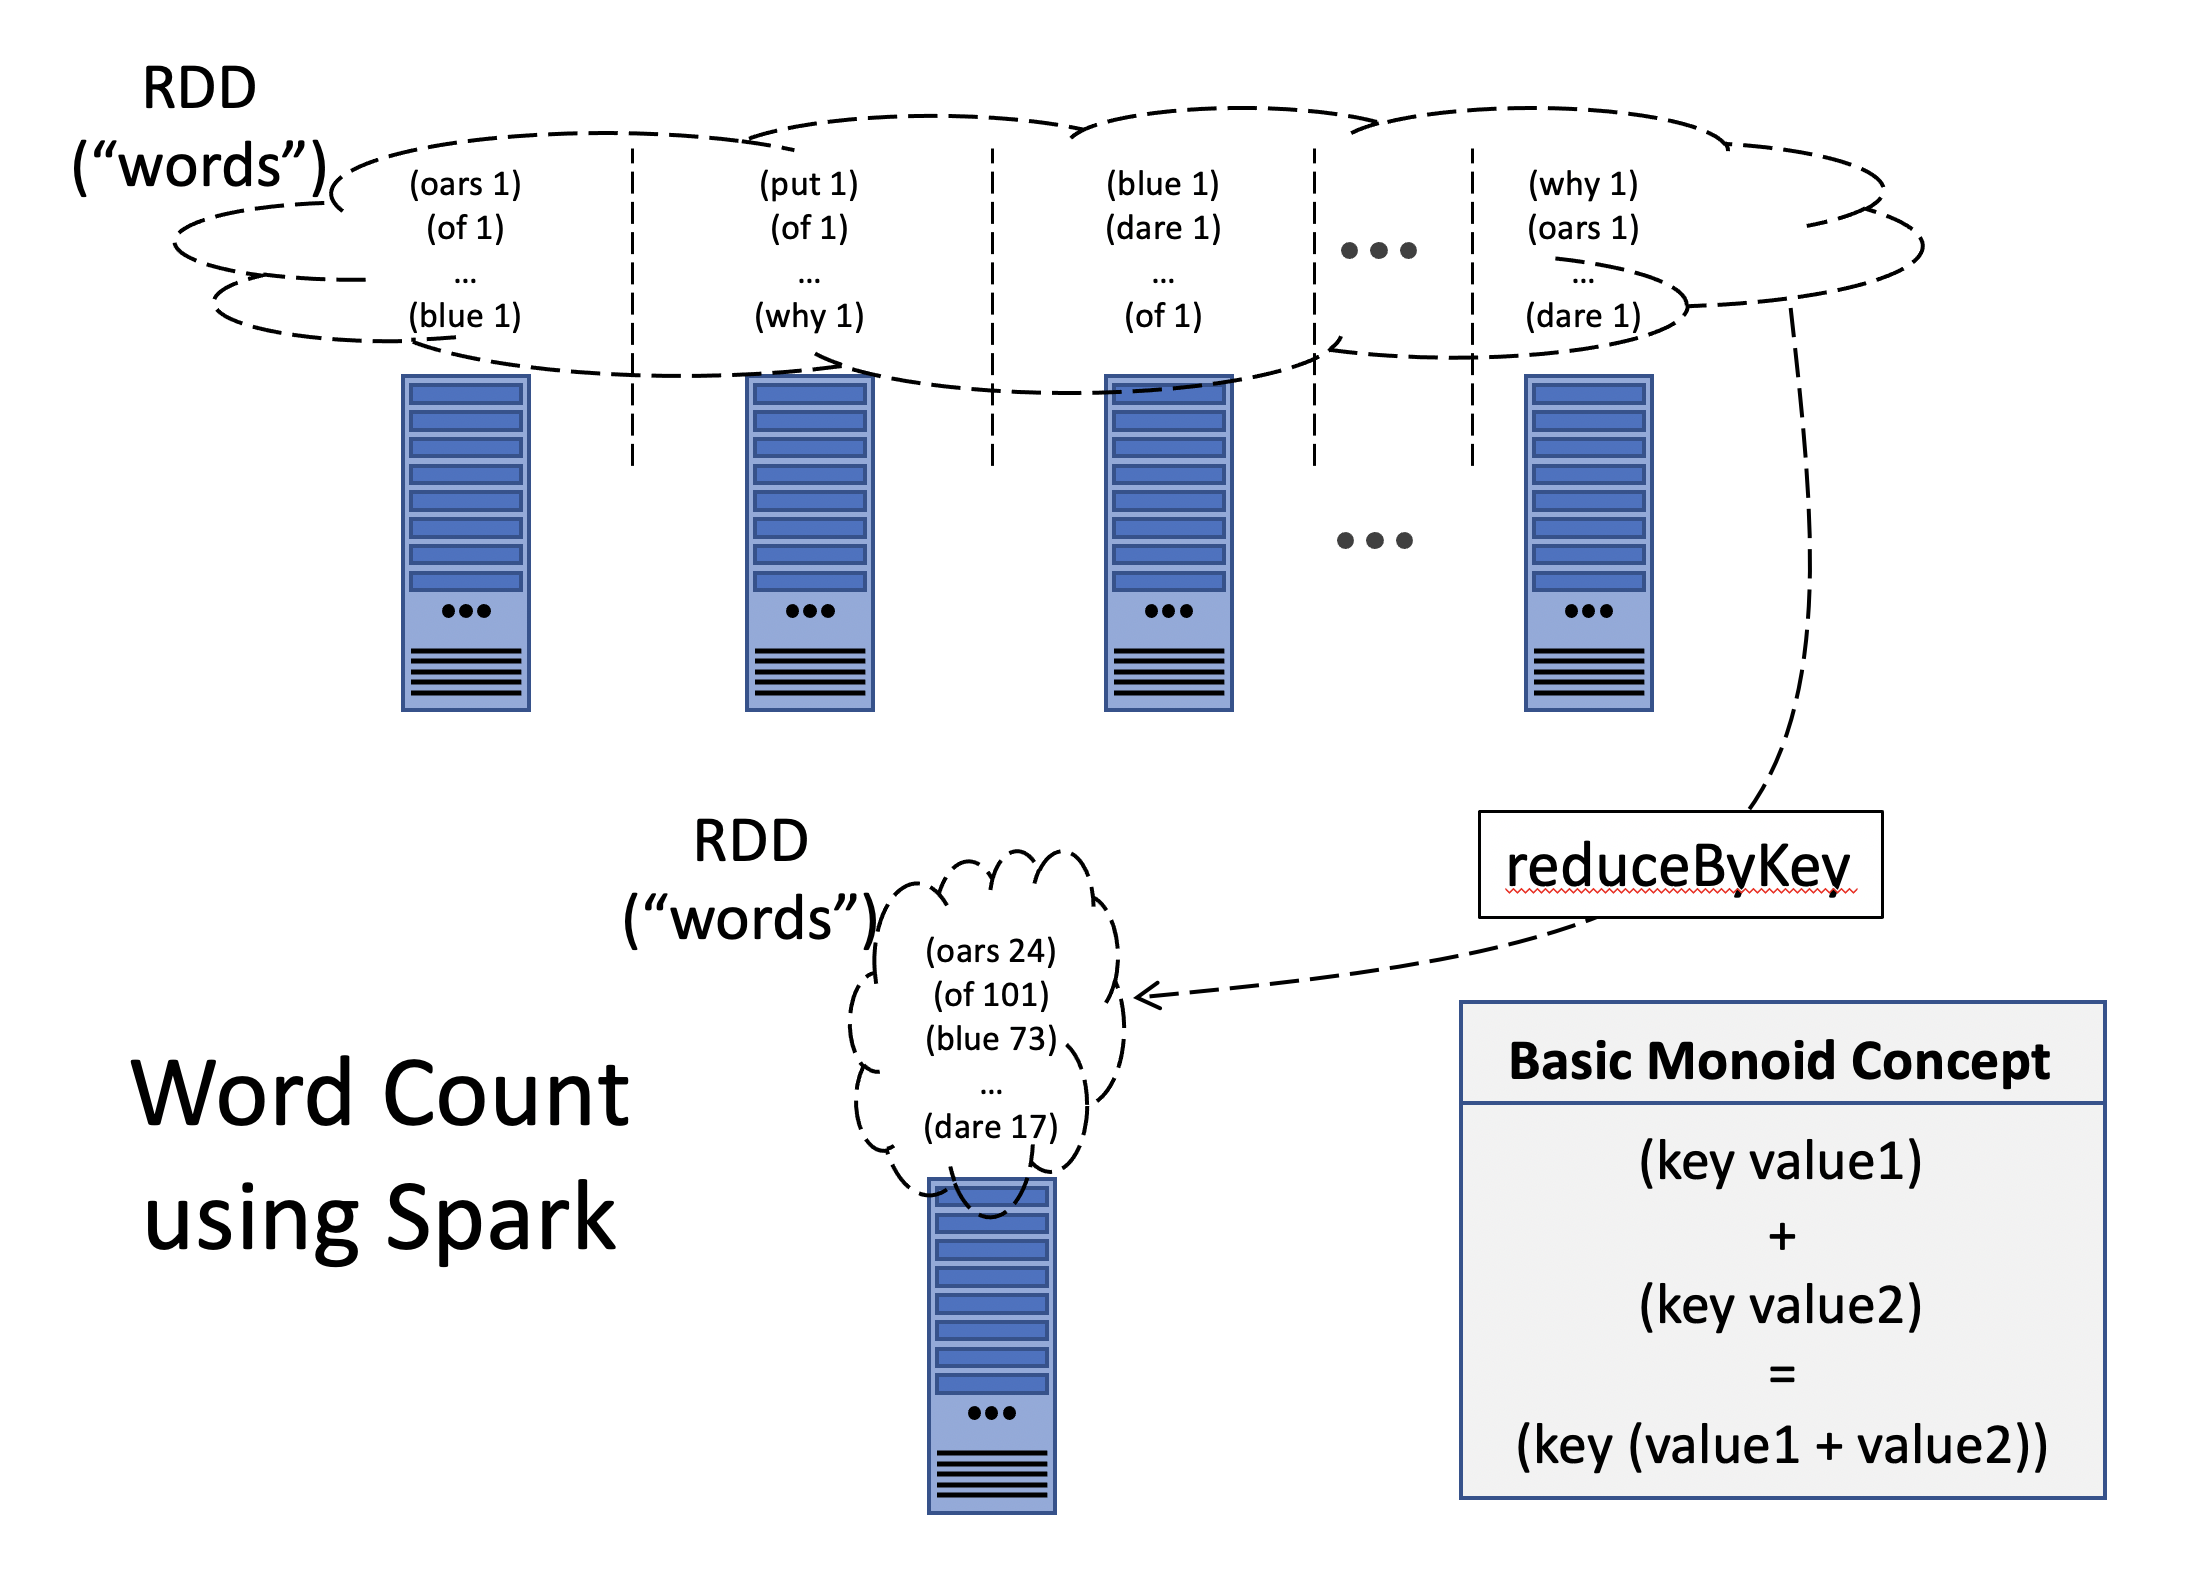 RDD
(“words”)
(oars 1)
(of 1)
...
(blue 1)
(put 1)
(of 1)
...
(why 1)
(blue 1)
(dare 1)
...
(of 1)
(why 1)
(oars 1)
...
(dare 1)
reduceByKey
RDD
(“words”)
(oars 24)
(of 101)
(blue 73)
...
(dare 17)
Word Count
using Spark
Basic Monoid Concept
(key value1)
+
(key value2)
=
(key (value1 + value2))